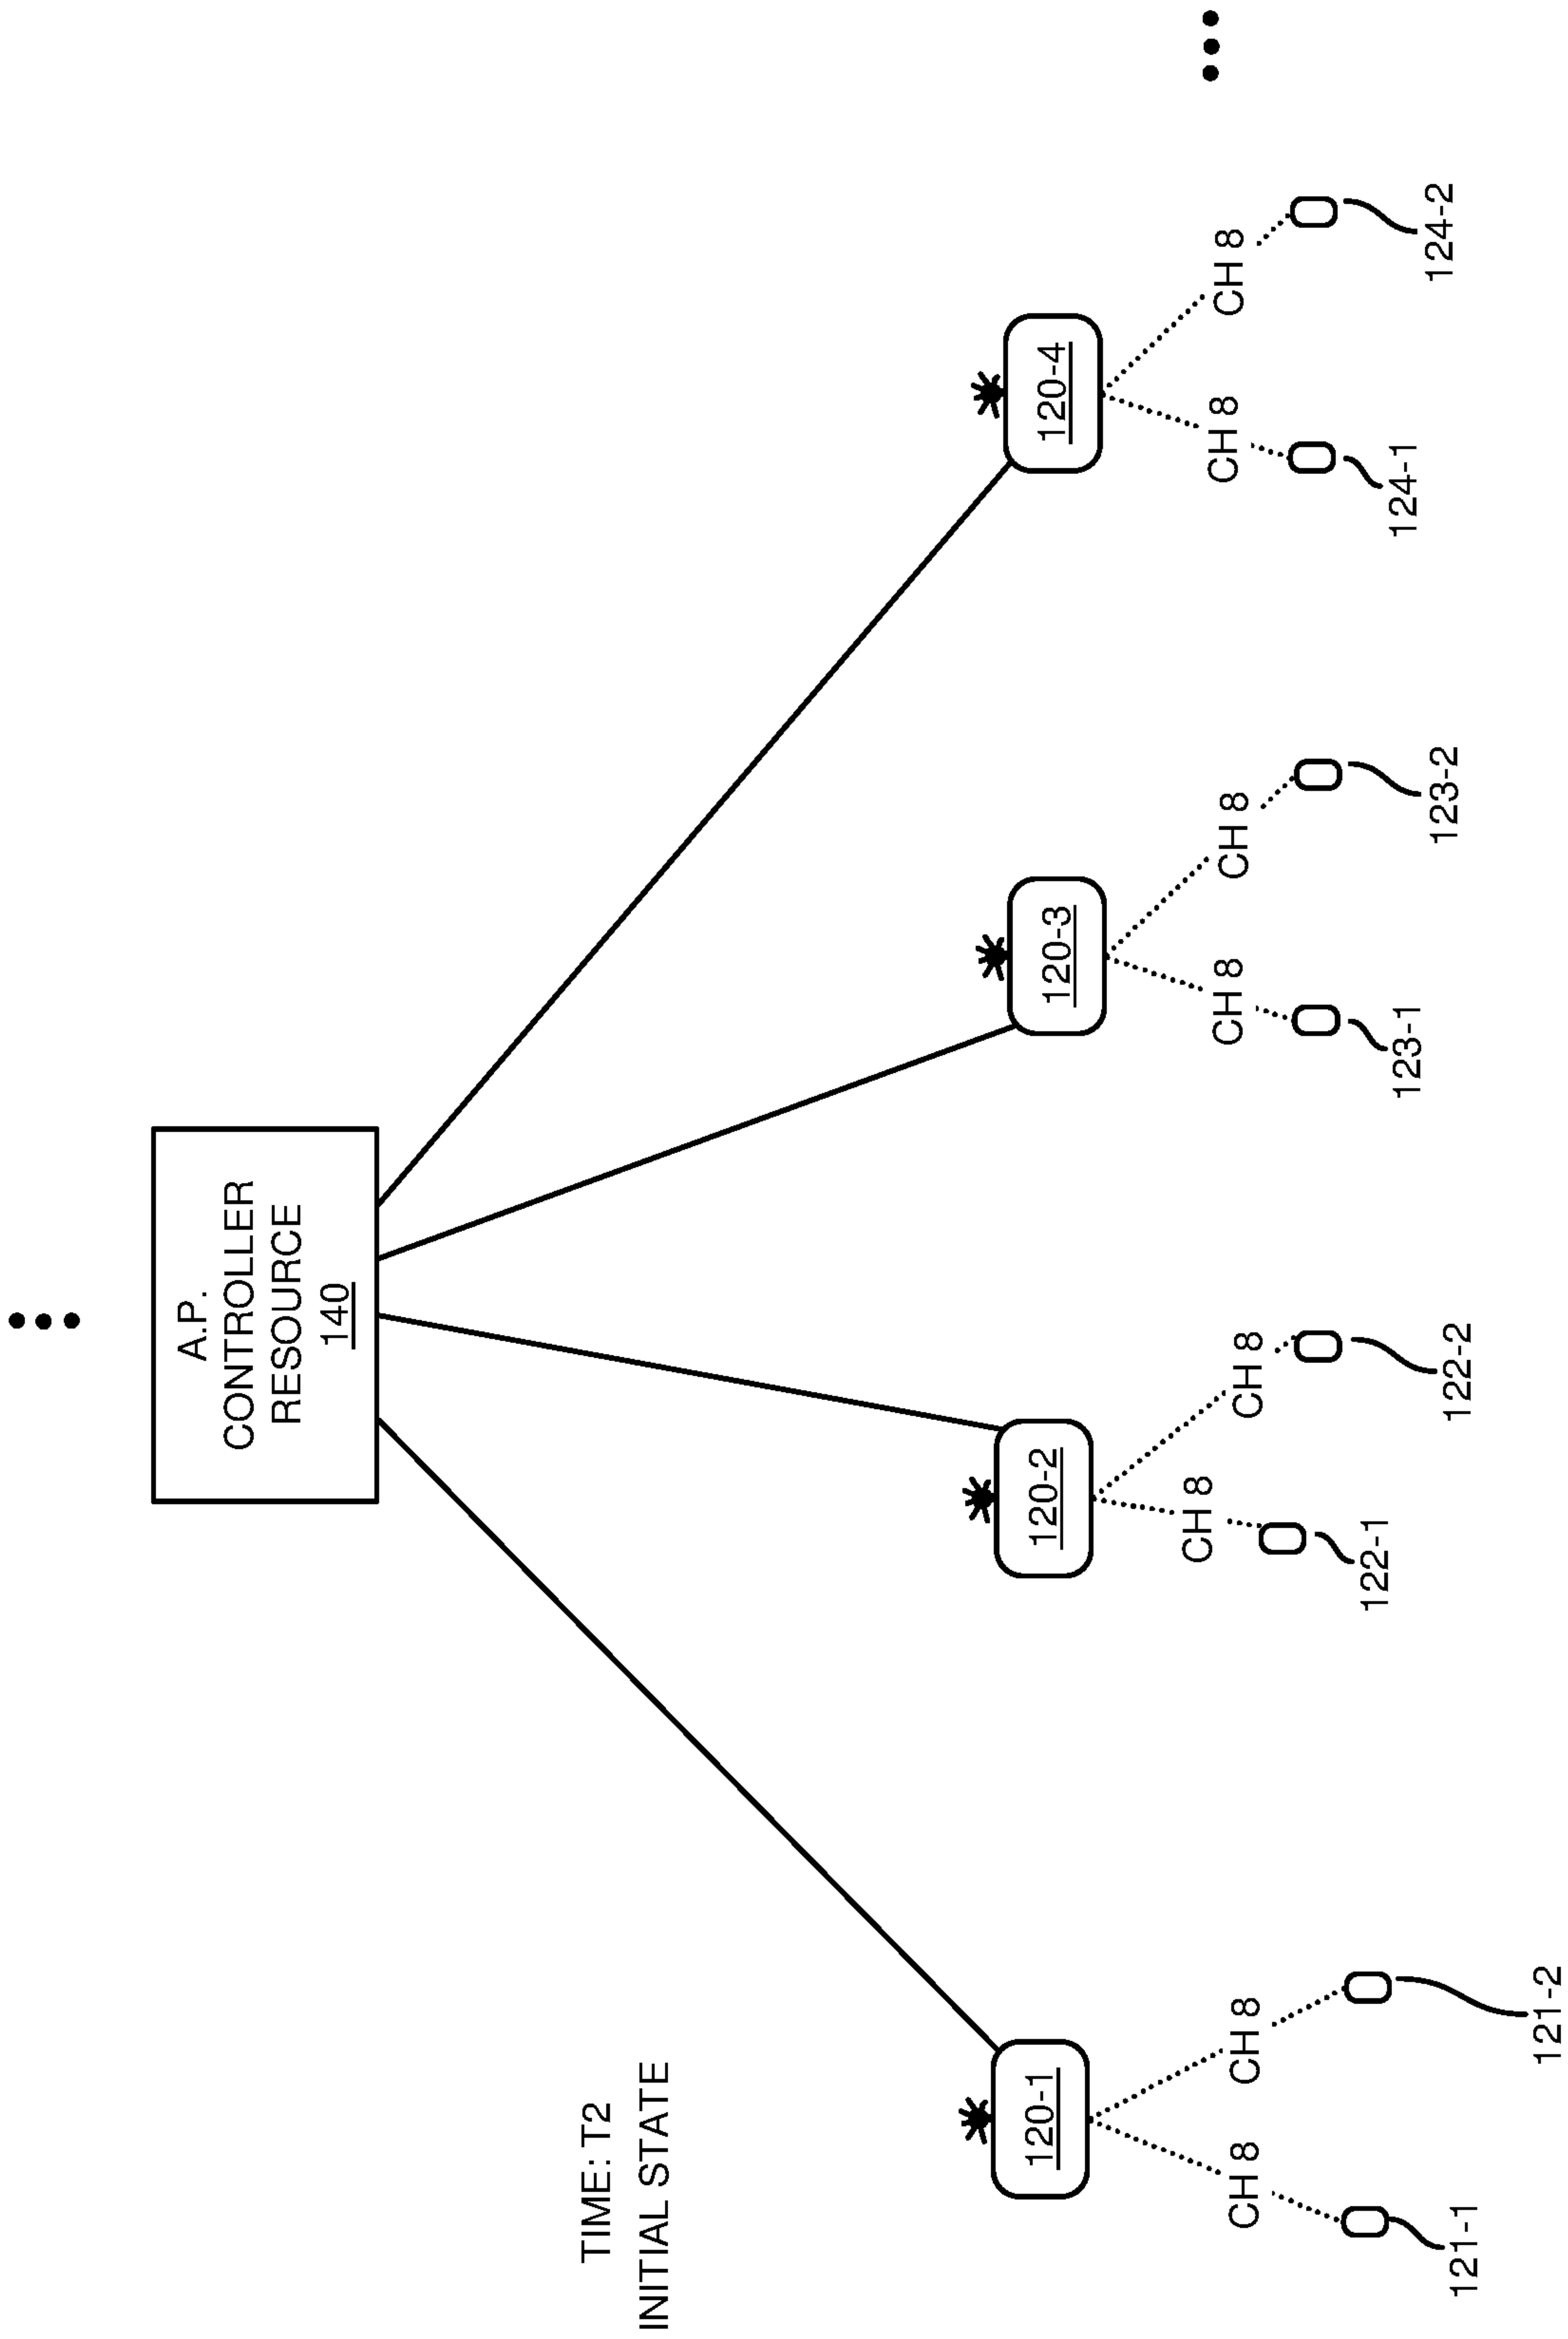 A.P.
CONTROLLER
RESOURCE
140
TIME: T2
INITIAL STATE
120-1
120-2
120-3
120-4
CH 8
CH 8
CH 8
CH 8
CH 8
CH 8
CH 8
CH 8
121-1
121-2
122-1
122-2
123-1
123-2
124-1
124-2